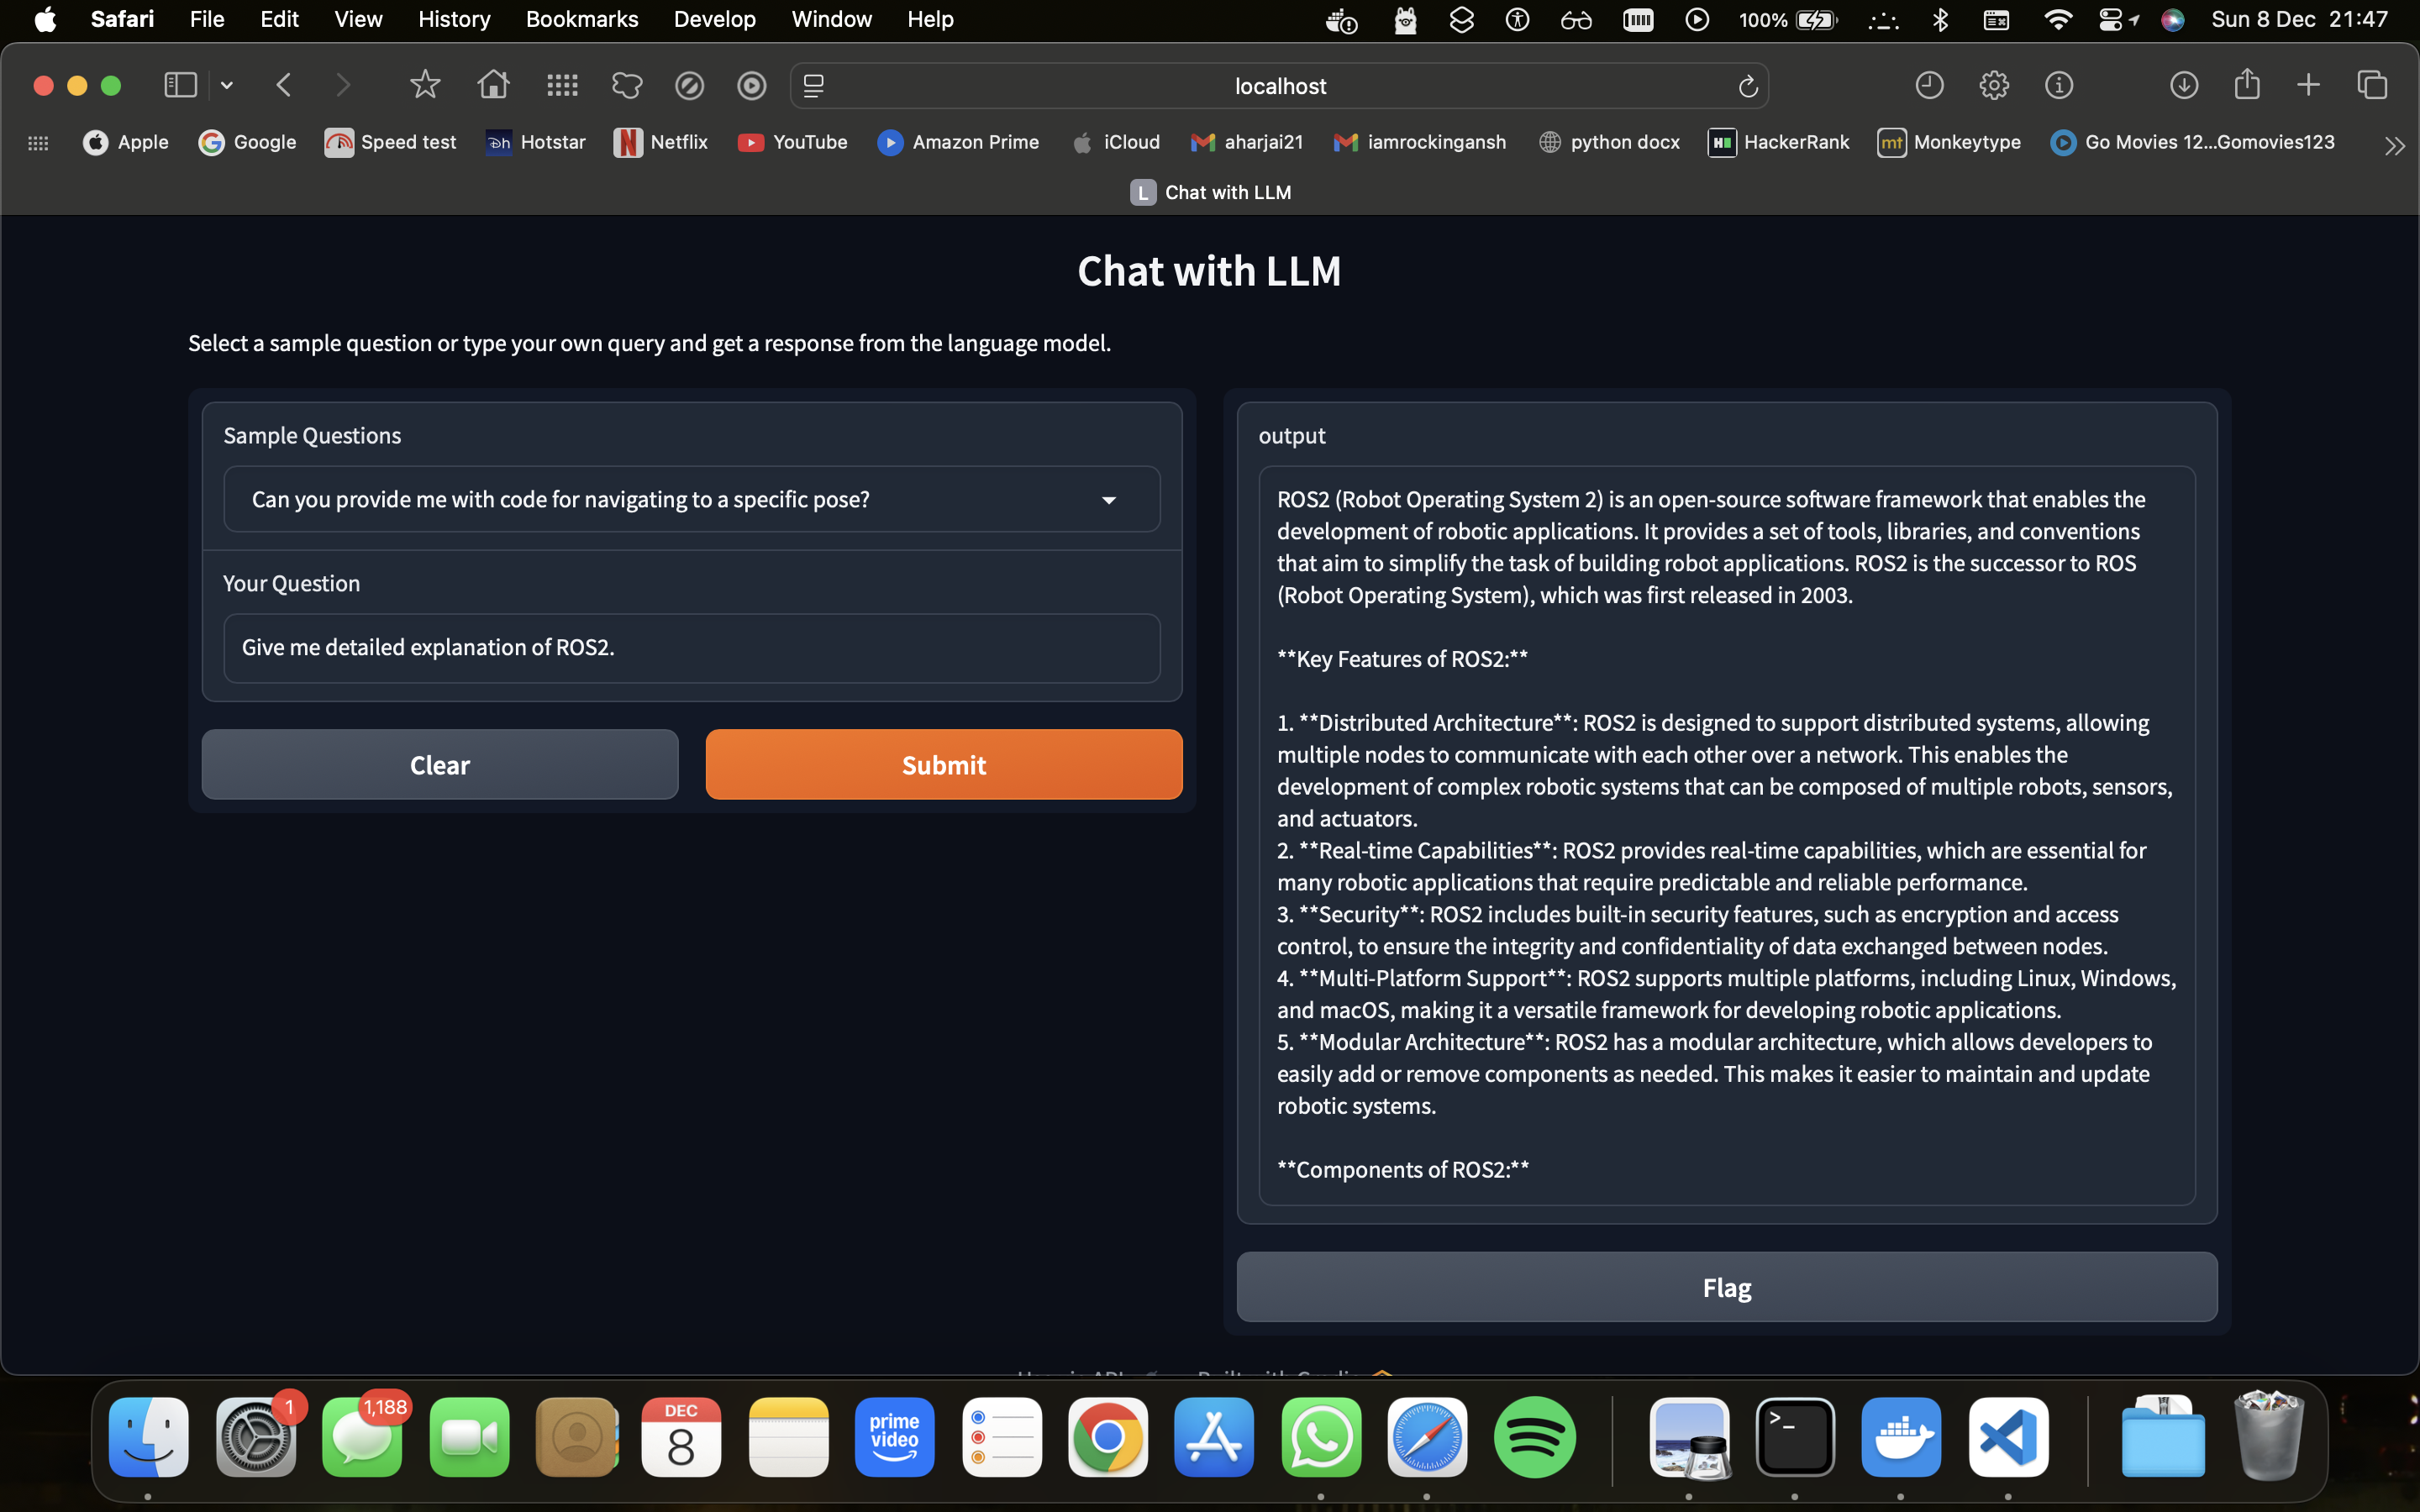 Safari File Edit View History Bookmarks Develop Window Help 100% Sun 8 Dec 21:47
localhost
Apple Google Speed test Hotstar Netflix YouTube Amazon Prime iCloud aharjai21 iamrockingansh python docx HackerRank Monkeytype Go Movies 12...Gomovies123
L Chat with LLM
Chat with LLM
Select a sample question or type your own query and get a response from the language model.
Sample Questions
Can you provide me with code for navigating to a specific pose?
Your Question
Give me detailed explanation of ROS2.
Clear Submit
output
ROS2 (Robot Operating System 2) is an open-source software framework that enables the
development of robotic applications. It provides a set of tools, libraries, and conventions
that aim to simplify the task of building robot applications. ROS2 is the successor to ROS
(Robot Operating System), which was first released in 2003.
**Key Features of ROS2:**
1. **Distributed Architecture**: ROS2 is designed to support distributed systems, allowing
multiple nodes to communicate with each other over a network. This enables the
development of complex robotic systems that can be composed of multiple robots, sensors,
and actuators.
2. **Real-time Capabilities**: ROS2 provides real-time capabilities, which are essential for
many robotic applications that require predictable and reliable performance.
3. **Security**: ROS2 includes built-in security features, such as encryption and access
control, to ensure the integrity and confidentiality of data exchanged between nodes.
4. **Multi-Platform Support**: ROS2 supports multiple platforms, including Linux, Windows,
and macOS, making it a versatile framework for developing robotic applications.
5. **Modular Architecture**: ROS2 has a modular architecture, which allows developers to
easily add or remove components as needed. This makes it easier to maintain and update
robotic systems.
**Components of ROS2:**
Flag
1 1,188 DEC
8
prime
video